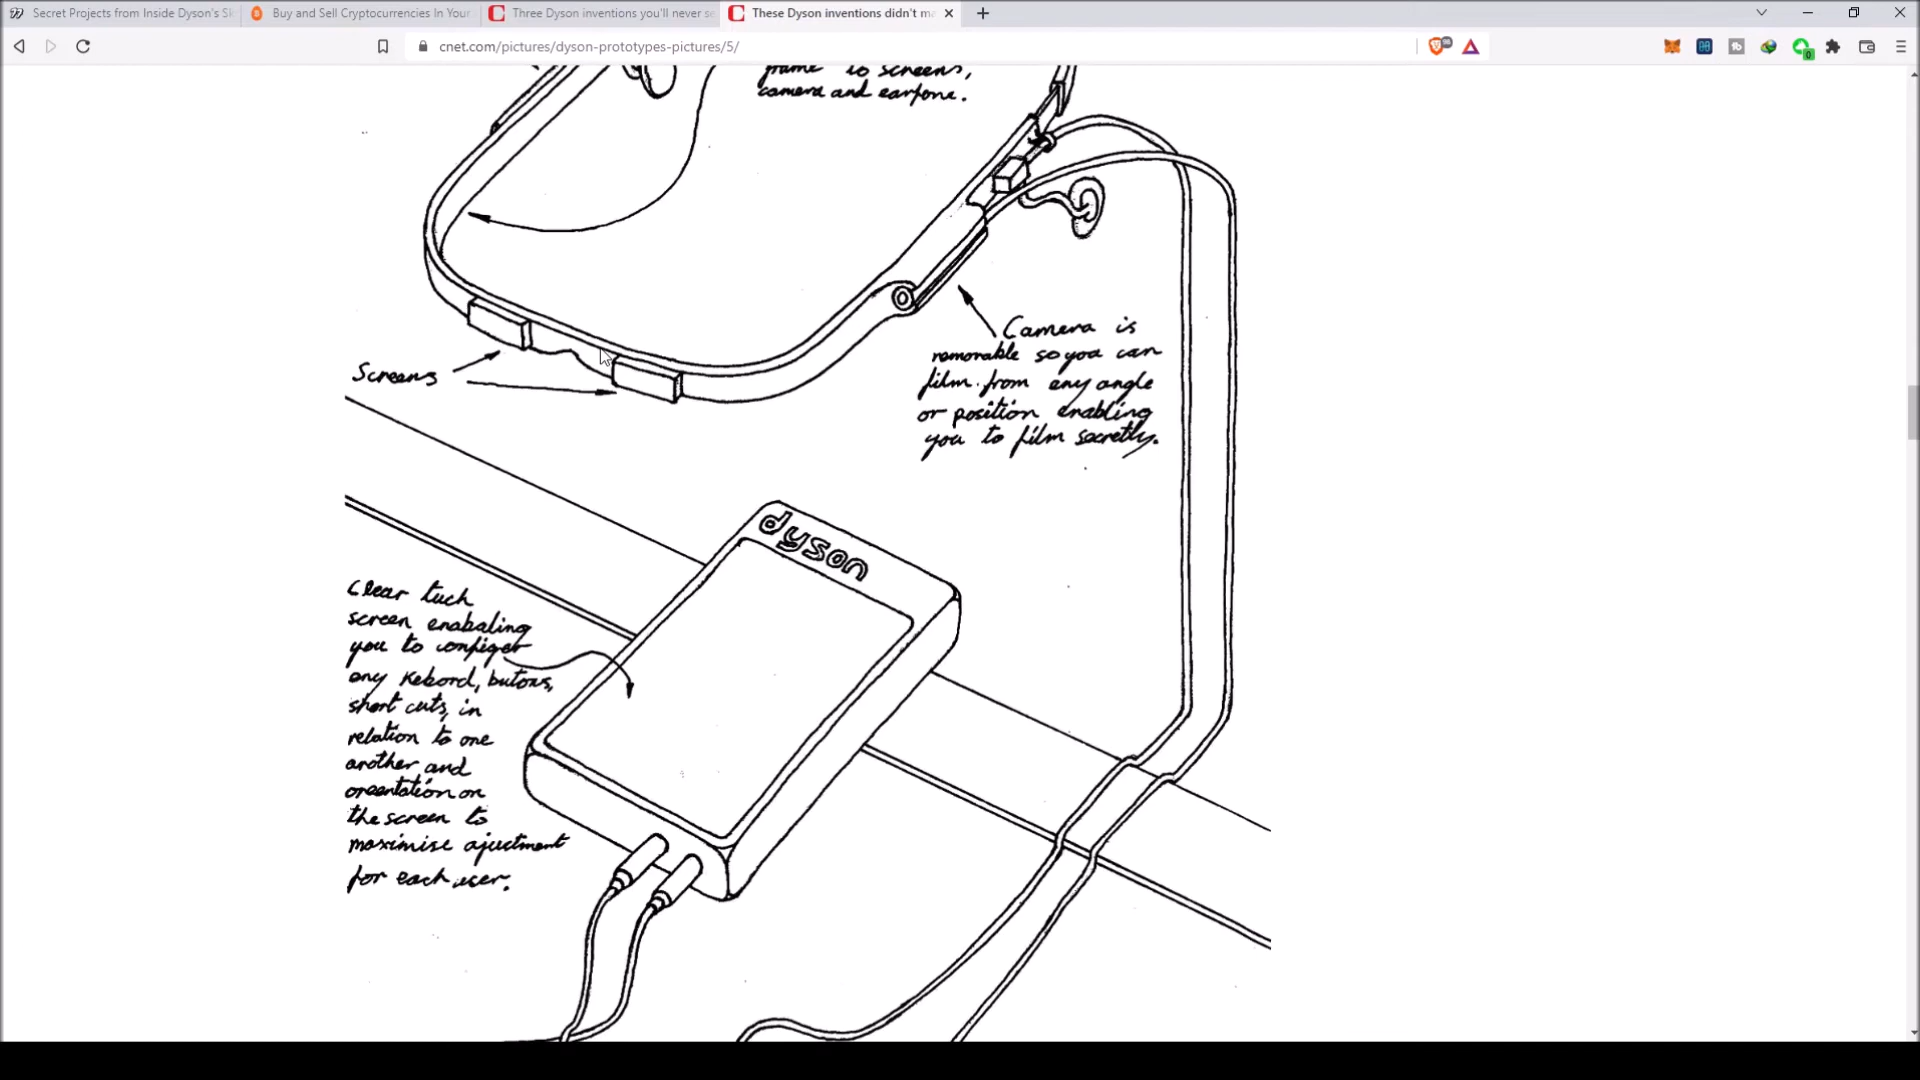 Secret Projects from Inside Dyson's Sk
Buy and Sell Cryptocurrencies In Your
Three Dyson inventions you'll never se
These Dyson inventions didn't ma
cnet.com/pictures/dyson-prototypes-pictures/5/
frame to screens,
camera and earfone.
Screens
Camera is
removable so you can
film from any angle
or position enabling
you to film secretly.
dyson
Clear tuch
screen enabaling
you to configer
any Kebord, butons,
short cuts, in
relation to one
another and
oreentation on
the screen to
maximise ajustment
for each user.